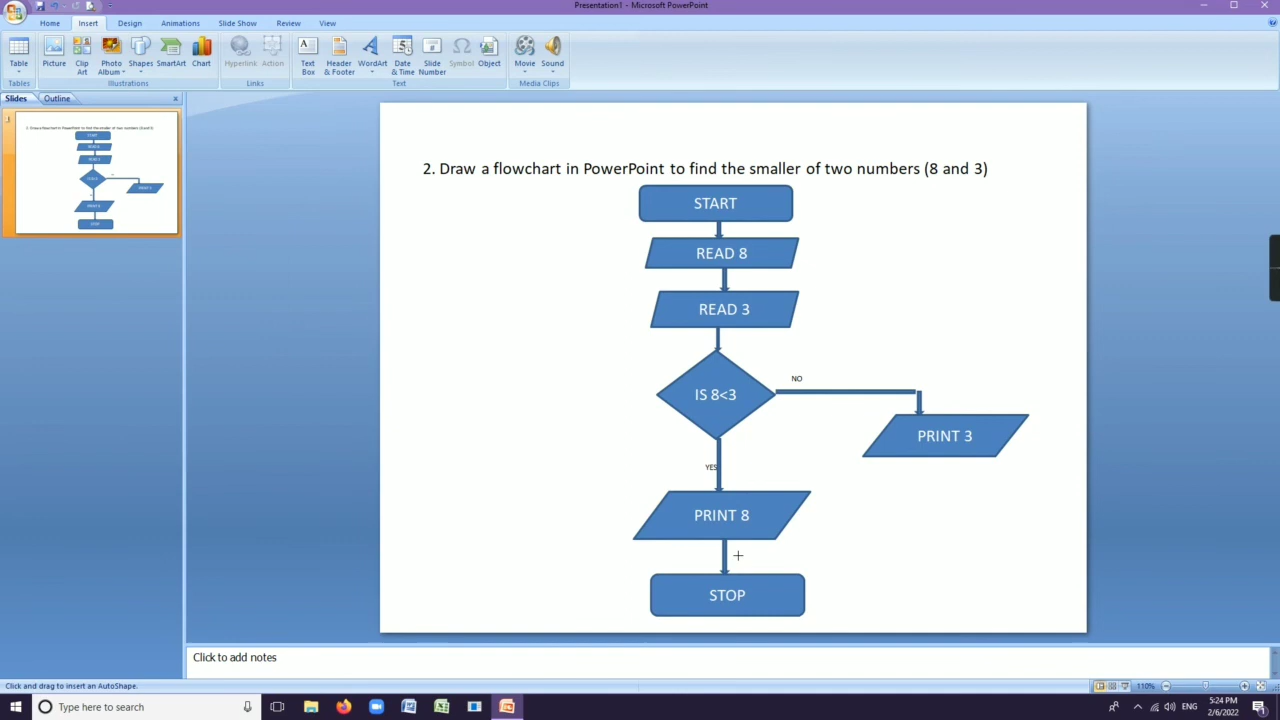 Presentation1 - Microsoft PowerPoint
Home Insert Design Animations Slide Show Review View
Table Picture Clip Art Photo Album Shapes SmartArt Chart Hyperlink Action Text Box Header & Footer WordArt Date & Time Slide Number Symbol Object Movie Sound
Tables Illustrations Links Text Media Clips
Slides Outline
1
2. Draw a flowchart in PowerPoint to find the smaller of two numbers (8 and 3)
START
READ 8
READ 3
IS 8<3
NO
PRINT 3
YES
PRINT 8
STOP
Click to add notes
Click and drag to insert an AutoShape.
110%
Type here to search
ENG
5:24 PM
2/6/2022